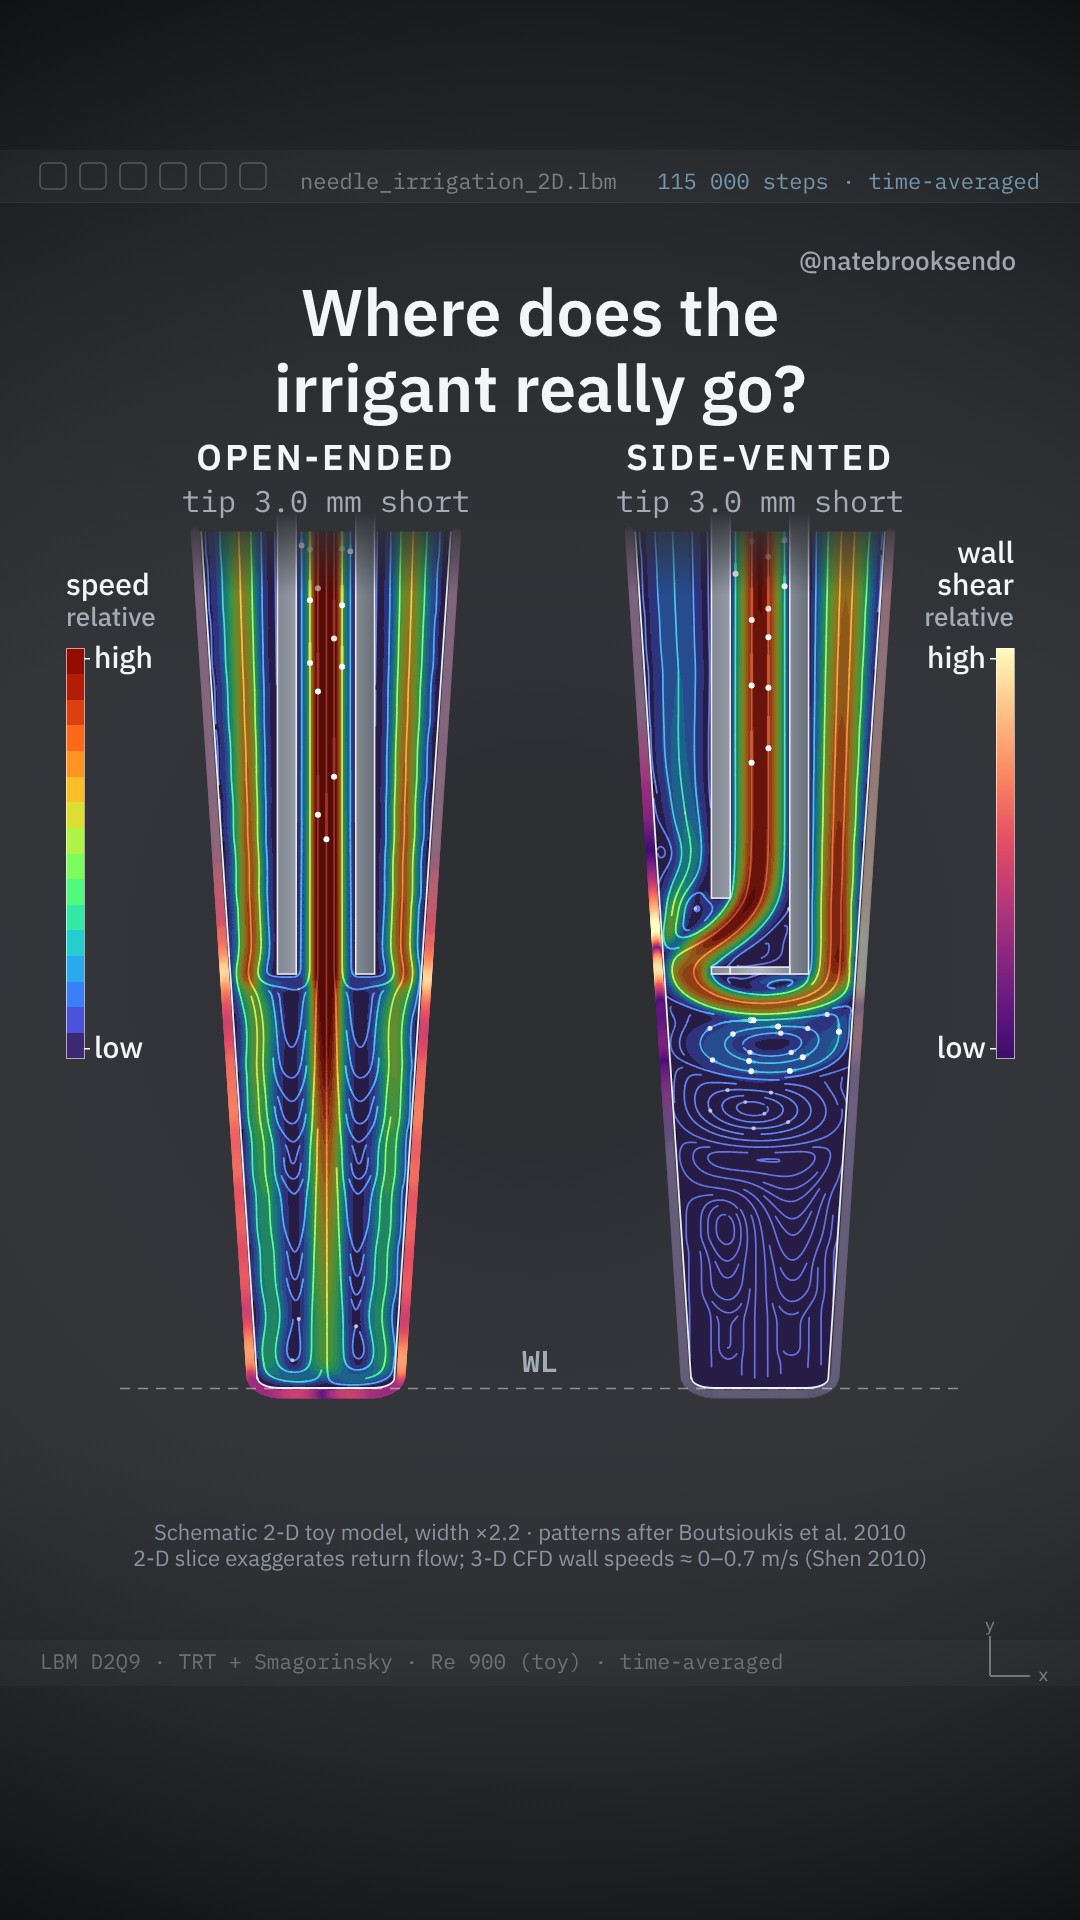 needle_irrigation_2D.lbm 115 000 steps · time-averaged
@natebrooksendo
Where does the
irrigant really go?
OPEN-ENDED
tip 3.0 mm short
SIDE-VENTED
tip 3.0 mm short
speed
relative
high
low
wall
shear
relative
high
low
WL
Schematic 2-D toy model, width ×2.2 · patterns after Boutsioukis et al. 2010
2-D slice exaggerates return flow; 3-D CFD wall speeds ≈ 0–0.7 m/s (Shen 2010)
y
x
LBM D2Q9 · TRT + Smagorinsky · Re 900 (toy) · time-averaged